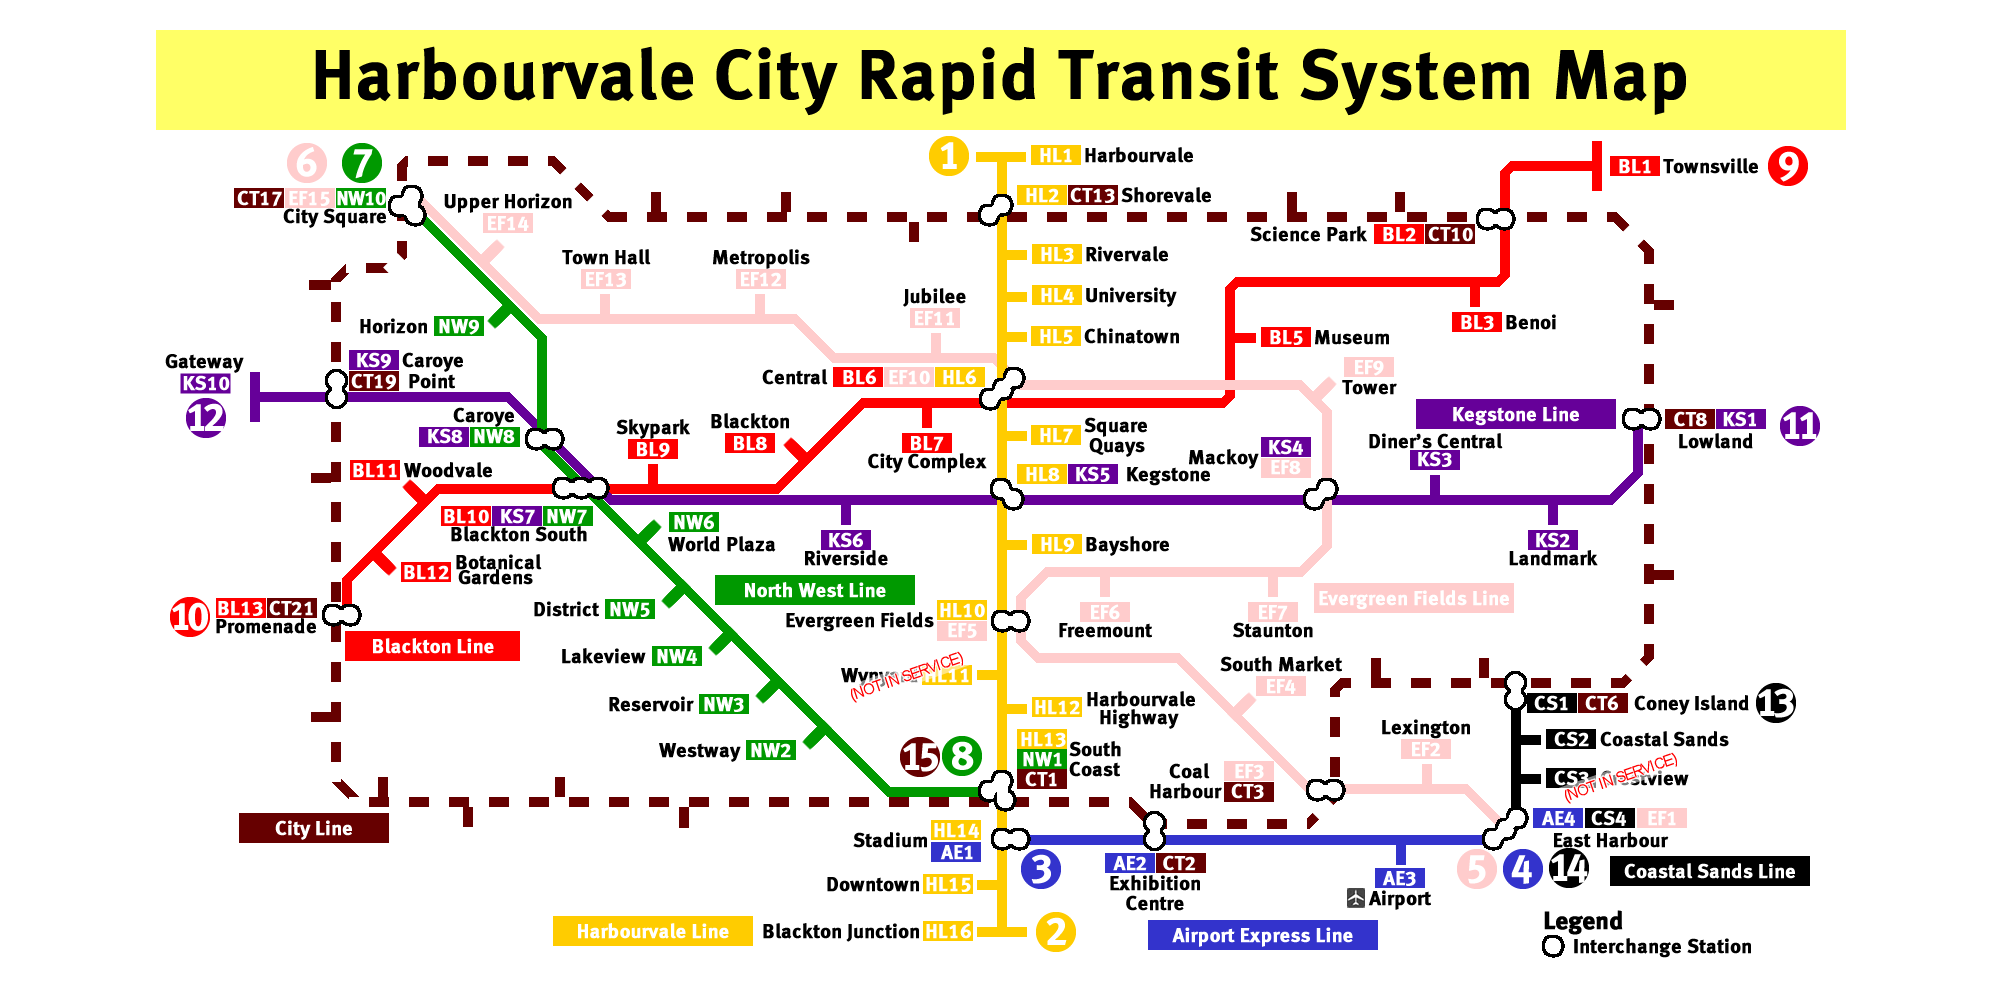 Harbourvale City Rapid Transit System Map
6 7
CT17 EF15 NW10
City Square
Upper Horizon
EF14
Town Hall
EF13
Metropolis
EF12
Jubilee
EF11
1
HL1 Harbourvale
HL2 CT13 Shorevale
HL3 Rivervale
HL4 University
HL5 Chinatown
Science Park BL2 CT10
BL1 Townsville 9
BL3 Benoi
BL5 Museum
EF9
Tower
Horizon NW9
Gateway
KS10
12
KS9 Caroye
CT19 Point
Caroye
KS8 NW8
Central BL6 EF10 HL6
Skypark
BL9
Blackton
BL8
BL7
City Complex
HL7 Square
Quays
HL8 KS5 Kegstone
Mackoy KS4
EF8
Kegstone Line
Diner's Central
KS3
CT8 KS1 11
Lowland
BL11 Woodvale
BL10 KS7 NW7
Blackton South
NW6
World Plaza
KS6
Riverside
HL9 Bayshore
KS2
Landmark
BL12 Botanical
Gardens
10 BL13 CT21
Promenade
Blackton Line
District NW5
North West Line
Evergreen Fields HL10
EF5
EF6
Freemount
EF7
Staunton
Evergreen Fields Line
Lakeview NW4
HL11
(NOT IN SERVICE)
South Market
EF4
Reservoir NW3
HL12 Harbourvale
Highway
CS1 CT6 Coney Island 13
Westway NW2
15 8
HL13
NW1
CT1
South
Coast
Lexington
EF2
CS2 Coastal Sands
Coal
Harbour
EF3
CT3
CS3
(NOT IN SERVICE)
City Line
Stadium HL14
AE1
3
AE2 CT2
Exhibition
Centre
AE3
Airport
AE4 CS4 EF1
East Harbour
5 4 14
Coastal Sands Line
Downtown HL15
Harbourvale Line
Blackton Junction HL16 2
Airport Express Line
Legend
Interchange Station